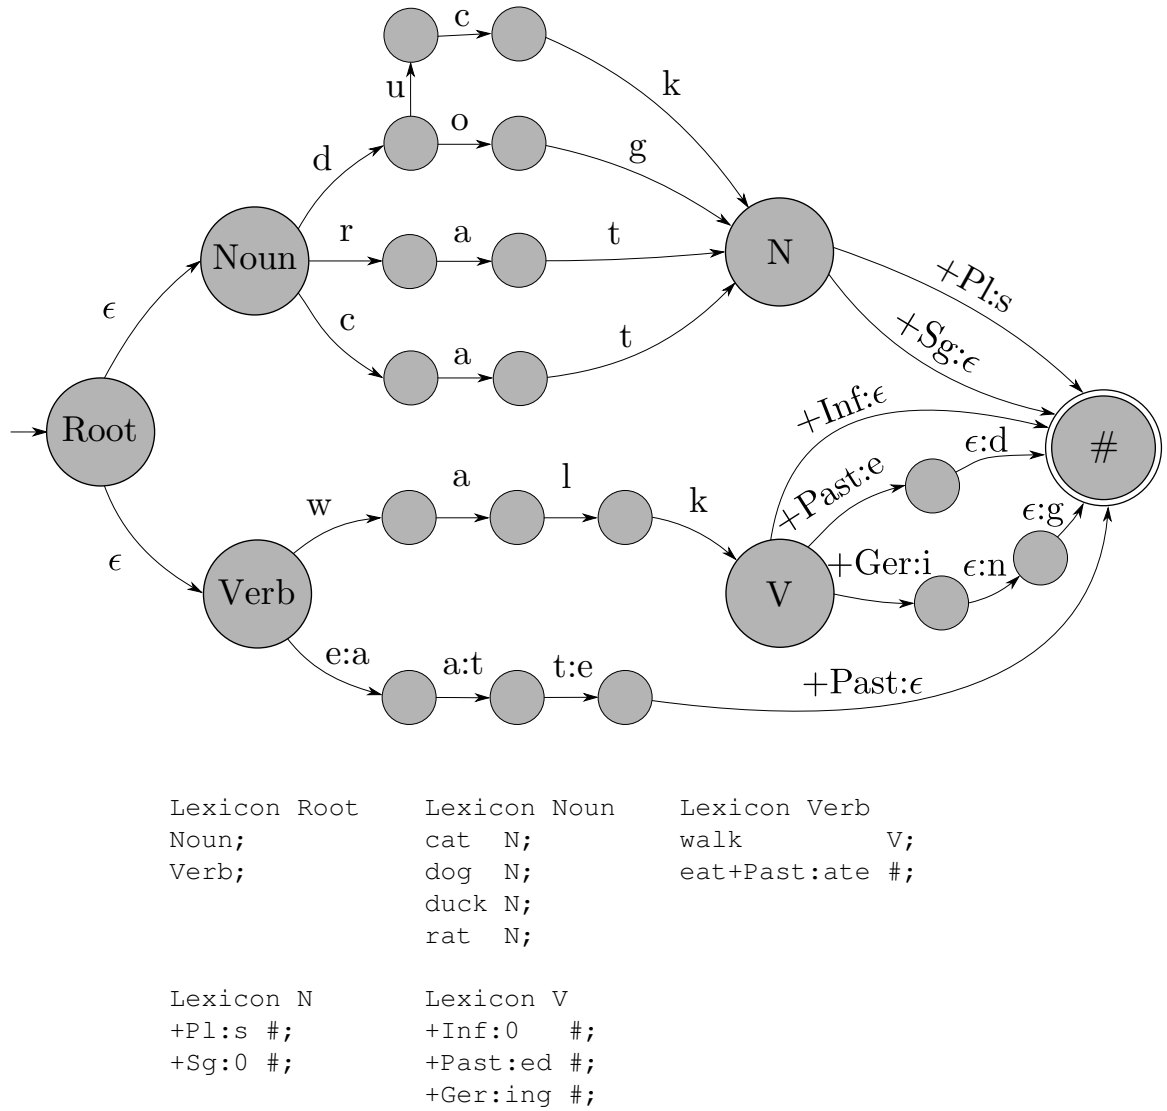 c
u
k
o
d
g
Noun
r
a
t
N
ϵ
c
a
t
+Pl:s
+Sg:ϵ
Root
+Inf:ϵ
#
ϵ
w
a
l
k
+Past:e
ϵ:d
Verb
V
+Ger:i
ϵ:n
ϵ:g
e:a
a:t
t:e
+Past:ϵ
Lexicon Root
Noun;
Verb;
Lexicon Noun
cat N;
dog N;
duck N;
rat N;
Lexicon Verb
walk V;
eat+Past:ate #;
Lexicon N
+Pl:s #;
+Sg:0 #;
Lexicon V
+Inf:0 #;
+Past:ed #;
+Ger:ing #;